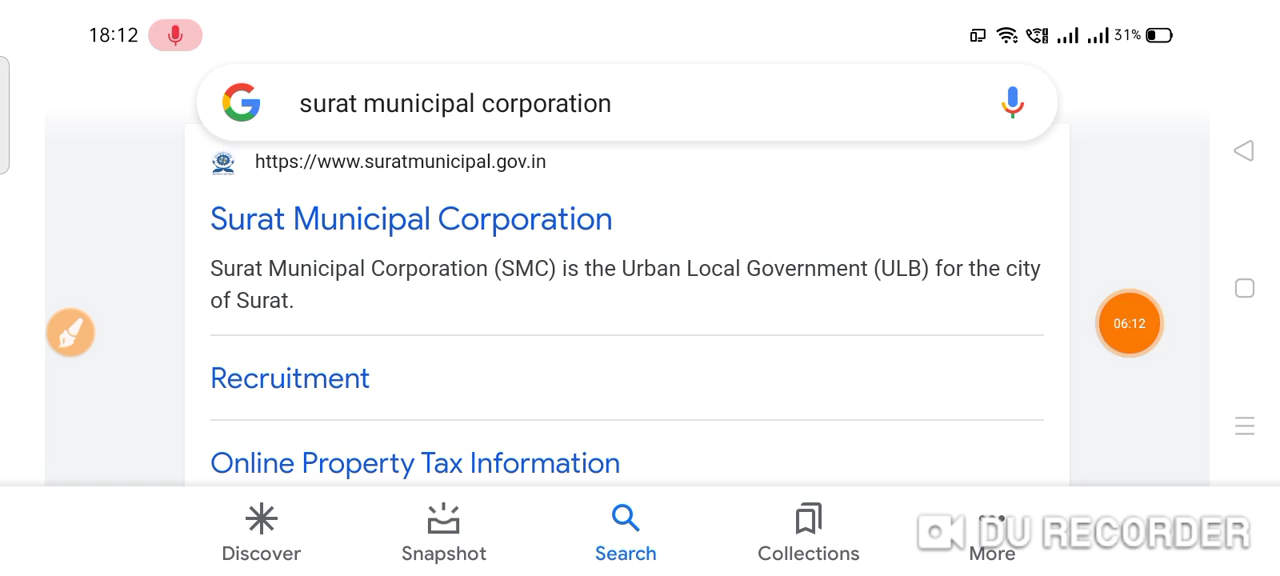 18:12
31%
surat municipal corporation
https://www.suratmunicipal.gov.in
Surat Municipal Corporation
Surat Municipal Corporation (SMC) is the Urban Local Government (ULB) for the city
of Surat.
06:12
Recruitment
Online Property Tax Information
Discover
Snapshot
Search
Collections
More
DU RECORDER